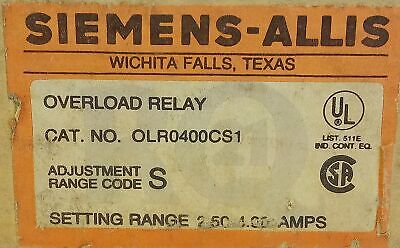 SIEMENS-ALLIS
WICHITA FALLS, TEXAS
OVERLOAD RELAY
CAT. NO. OLR0400CS1
UL
LIST. 511E
IND. CONT. EQ.
ADJUSTMENT
RANGE CODE S
CSA
SETTING RANGE 2.50 4.00 AMPS